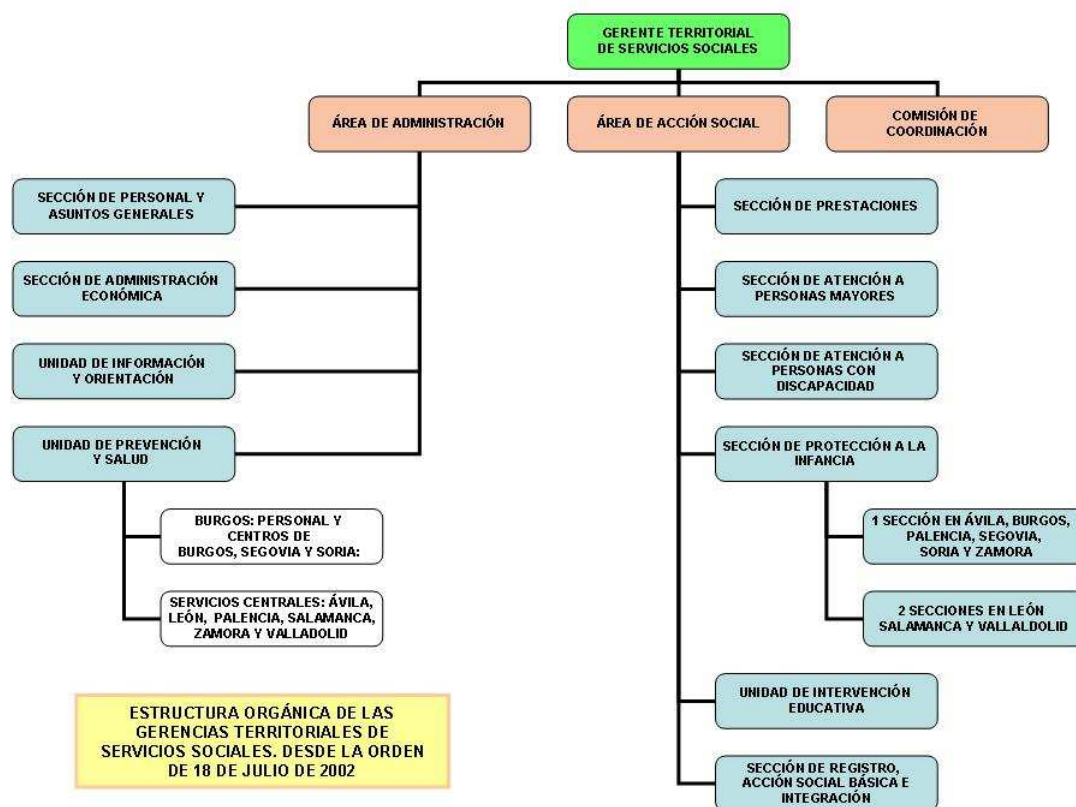 GERENTE TERRITORIAL
DE SERVICIOS SOCIALES
ÁREA DE ADMINISTRACIÓN
ÁREA DE ACCIÓN SOCIAL
COMISIÓN DE
COORDINACIÓN
SECCIÓN DE PERSONAL Y
ASUNTOS GENERALES
SECCIÓN DE ADMINISTRACIÓN
ECONÓMICA
UNIDAD DE INFORMACIÓN
Y ORIENTACIÓN
UNIDAD DE PREVENCIÓN
Y SALUD
BURGOS: PERSONAL Y
CENTROS DE
BURGOS, SEGOVIA Y SORIA:
SERVICIOS CENTRALES: ÁVILA,
LEÓN, PALENCIA, SALAMANCA,
ZAMORA Y VALLADOLID
SECCIÓN DE PRESTACIONES
SECCIÓN DE ATENCIÓN A
PERSONAS MAYORES
SECCIÓN DE ATENCIÓN A
PERSONAS CON
DISCAPACIDAD
SECCIÓN DE PROTECCIÓN A LA
INFANCIA
1 SECCIÓN EN ÁVILA, BURGOS,
PALENCIA, SEGOVIA,
SORIA Y ZAMORA
2 SECCIONES EN LEÓN
SALAMANCA Y VALLALDOLID
UNIDAD DE INTERVENCIÓN
EDUCATIVA
SECCIÓN DE REGISTRO,
ACCIÓN SOCIAL BÁSICA E
INTEGRACIÓN
ESTRUCTURA ORGÁNICA DE LAS
GERENCIAS TERRITORIALES DE
SERVICIOS SOCIALES. DESDE LA ORDEN
DE 18 DE JULIO DE 2002